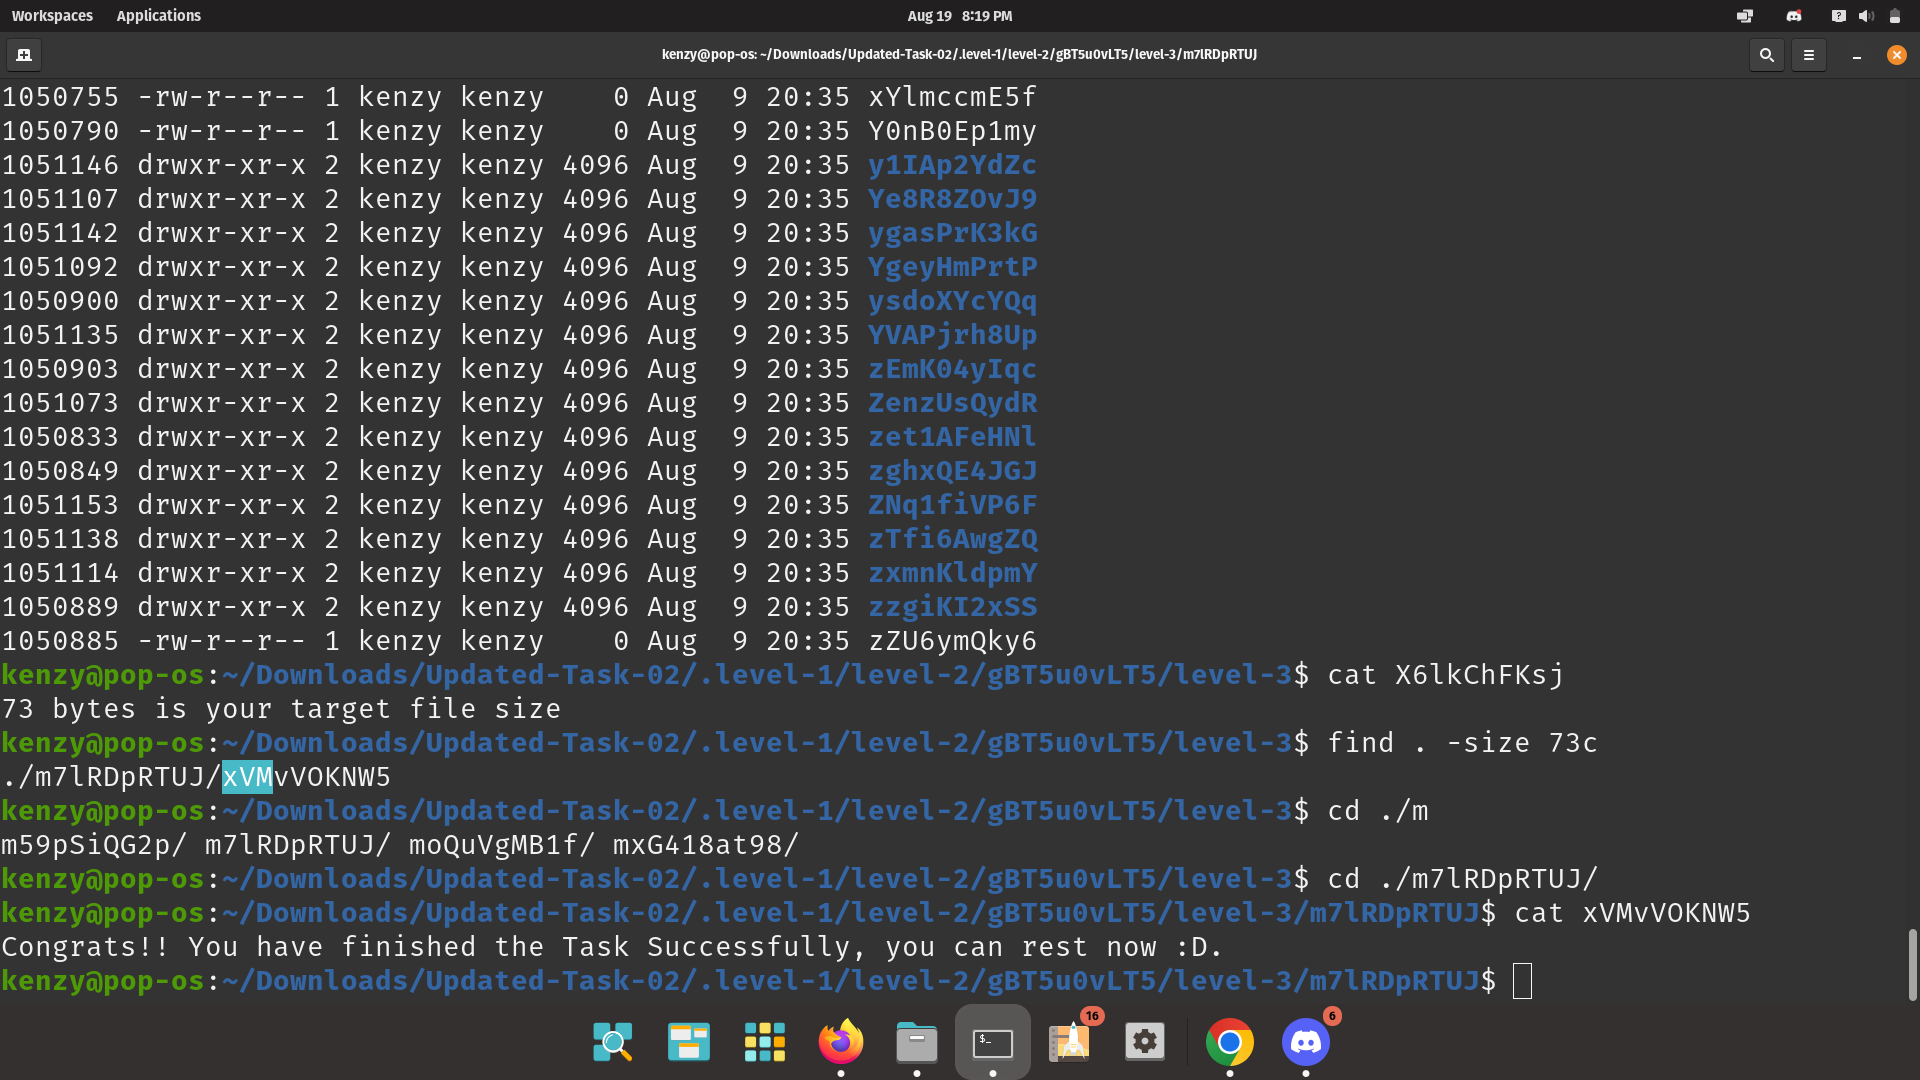 Workspaces Applications Aug 19 8:19 PM
kenzy@pop-os: ~/Downloads/Updated-Task-02/.level-1/level-2/gBT5u0vLT5/level-3/m7lRDpRTUJ
1050755 -rw-r--r-- 1 kenzy kenzy    0 Aug  9 20:35 xYlmccmE5f
1050790 -rw-r--r-- 1 kenzy kenzy    0 Aug  9 20:35 Y0nB0Ep1my
1051146 drwxr-xr-x 2 kenzy kenzy 4096 Aug  9 20:35 y1IAp2YdZc
1051107 drwxr-xr-x 2 kenzy kenzy 4096 Aug  9 20:35 Ye8R8ZOvJ9
1051142 drwxr-xr-x 2 kenzy kenzy 4096 Aug  9 20:35 ygasPrK3kG
1051092 drwxr-xr-x 2 kenzy kenzy 4096 Aug  9 20:35 YgeyHmPrtP
1050900 drwxr-xr-x 2 kenzy kenzy 4096 Aug  9 20:35 ysdoXYcYQq
1051135 drwxr-xr-x 2 kenzy kenzy 4096 Aug  9 20:35 YVAPjrh8Up
1050903 drwxr-xr-x 2 kenzy kenzy 4096 Aug  9 20:35 zEmK04yIqc
1051073 drwxr-xr-x 2 kenzy kenzy 4096 Aug  9 20:35 ZenzUsQydR
1050833 drwxr-xr-x 2 kenzy kenzy 4096 Aug  9 20:35 zet1AFeHNl
1050849 drwxr-xr-x 2 kenzy kenzy 4096 Aug  9 20:35 zghxQE4JGJ
1051153 drwxr-xr-x 2 kenzy kenzy 4096 Aug  9 20:35 ZNq1fiVP6F
1051138 drwxr-xr-x 2 kenzy kenzy 4096 Aug  9 20:35 zTfi6AwgZQ
1051114 drwxr-xr-x 2 kenzy kenzy 4096 Aug  9 20:35 zxmnKldpmY
1050889 drwxr-xr-x 2 kenzy kenzy 4096 Aug  9 20:35 zzgiKI2xSS
1050885 -rw-r--r-- 1 kenzy kenzy    0 Aug  9 20:35 zZU6ymQky6
kenzy@pop-os:~/Downloads/Updated-Task-02/.level-1/level-2/gBT5u0vLT5/level-3$ cat X6lkChFKsj
73 bytes is your target file size
kenzy@pop-os:~/Downloads/Updated-Task-02/.level-1/level-2/gBT5u0vLT5/level-3$ find . -size 73c
./m7lRDpRTUJ/xVMvVOKNW5
kenzy@pop-os:~/Downloads/Updated-Task-02/.level-1/level-2/gBT5u0vLT5/level-3$ cd ./m
m59pSiQG2p/ m7lRDpRTUJ/ moQuVgMB1f/ mxG418at98/
kenzy@pop-os:~/Downloads/Updated-Task-02/.level-1/level-2/gBT5u0vLT5/level-3$ cd ./m7lRDpRTUJ/
kenzy@pop-os:~/Downloads/Updated-Task-02/.level-1/level-2/gBT5u0vLT5/level-3/m7lRDpRTUJ$ cat xVMvVOKNW5
Congrats!! You have finished the Task Successfully, you can rest now :D.
kenzy@pop-os:~/Downloads/Updated-Task-02/.level-1/level-2/gBT5u0vLT5/level-3/m7lRDpRTUJ$
16 6